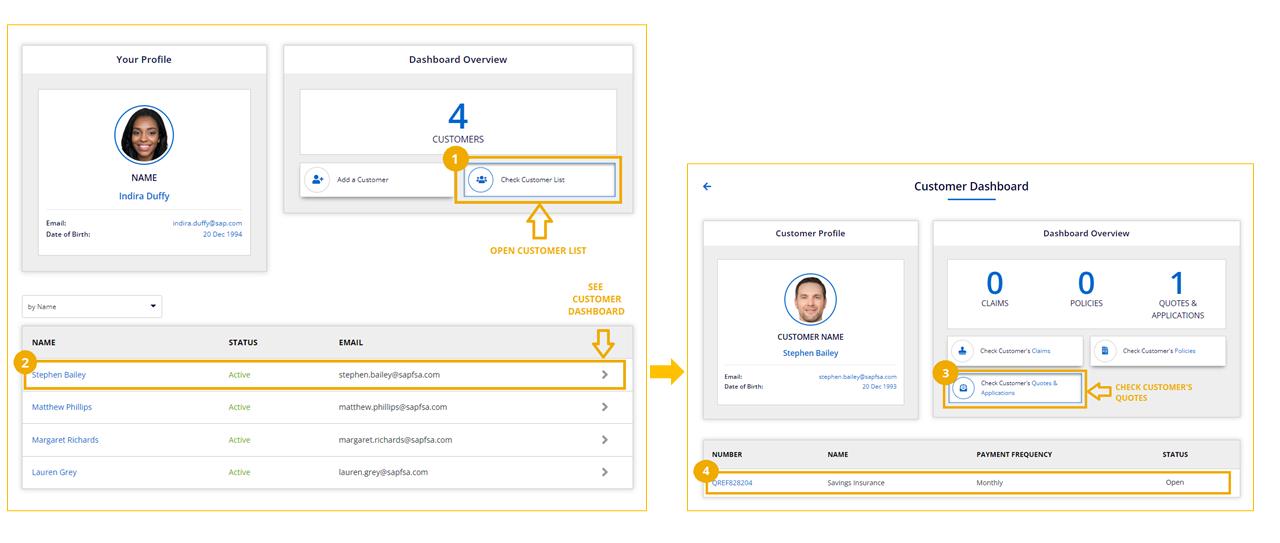 Your Profile
NAME
Indira Duffy
Email: indira.duffy@sap.com
Date of Birth: 20 Dec 1994
Dashboard Overview
4
CUSTOMERS
1
Add a Customer
Check Customer List
OPEN CUSTOMER LIST
by Name
SEE
CUSTOMER
DASHBOARD
NAME STATUS EMAIL
2
Stephen Bailey Active stephen.bailey@sapfsa.com
Matthew Phillips Active matthew.phillips@sapfsa.com
Margaret Richards Active margaret.richards@sapfsa.com
Lauren Grey Active lauren.grey@sapfsa.com
Customer Dashboard
Customer Profile
CUSTOMER NAME
Stephen Bailey
Email: stephen.bailey@sapfsa.com
Date of Birth: 20 Dec 1993
Dashboard Overview
0 0 1
CLAIMS POLICIES QUOTES &
APPLICATIONS
Check Customer's Claims
Check Customer's Policies
3
Check Customer's Quotes &
Applications
CHECK CUSTOMER'S
QUOTES
NUMBER NAME PAYMENT FREQUENCY STATUS
4
QREF828204 Savings Insurance Monthly Open